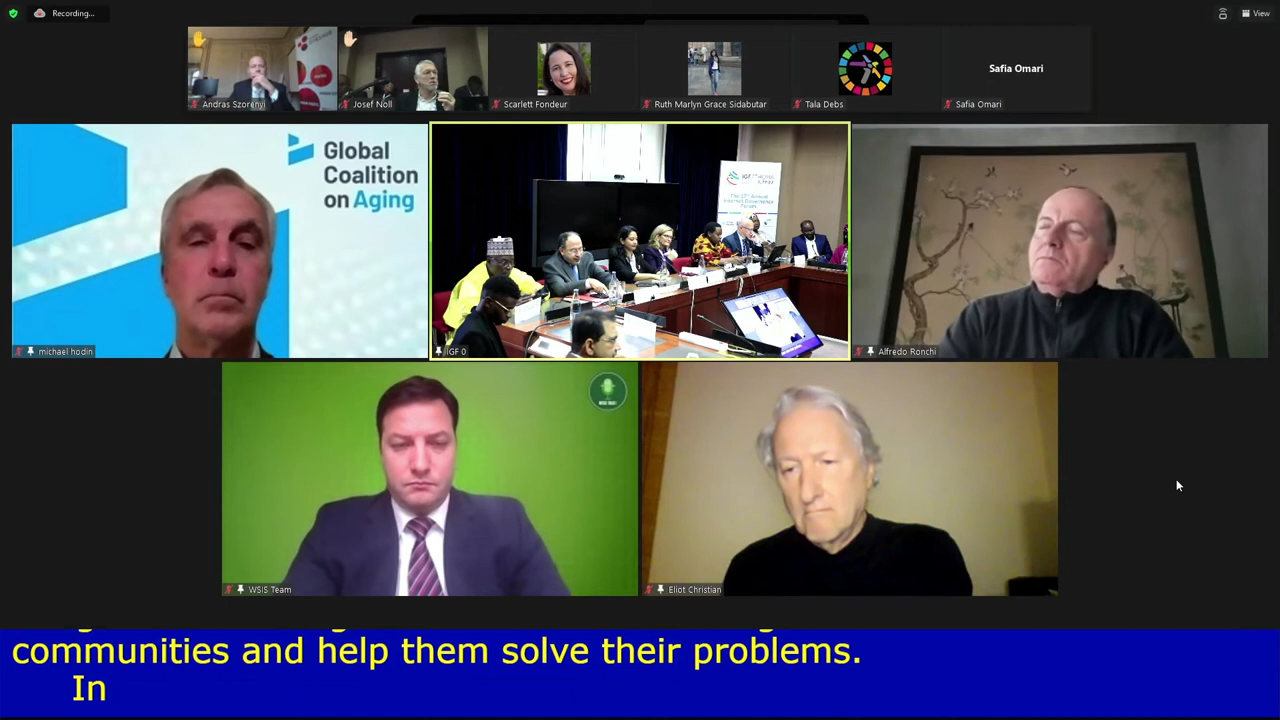 Recording...
View
Andras Szorenyi
Josef Noll
Scarlett Fondeur
Ruth Marlyn Grace Sidabutar
Tala Debs
Safia Omari
Safia Omari
Global
Coalition
on Aging
michael hodin
IGF 0
Alfredo Ronchi
WSIS Team
Eliot Christian
communities and help them solve their problems.
In